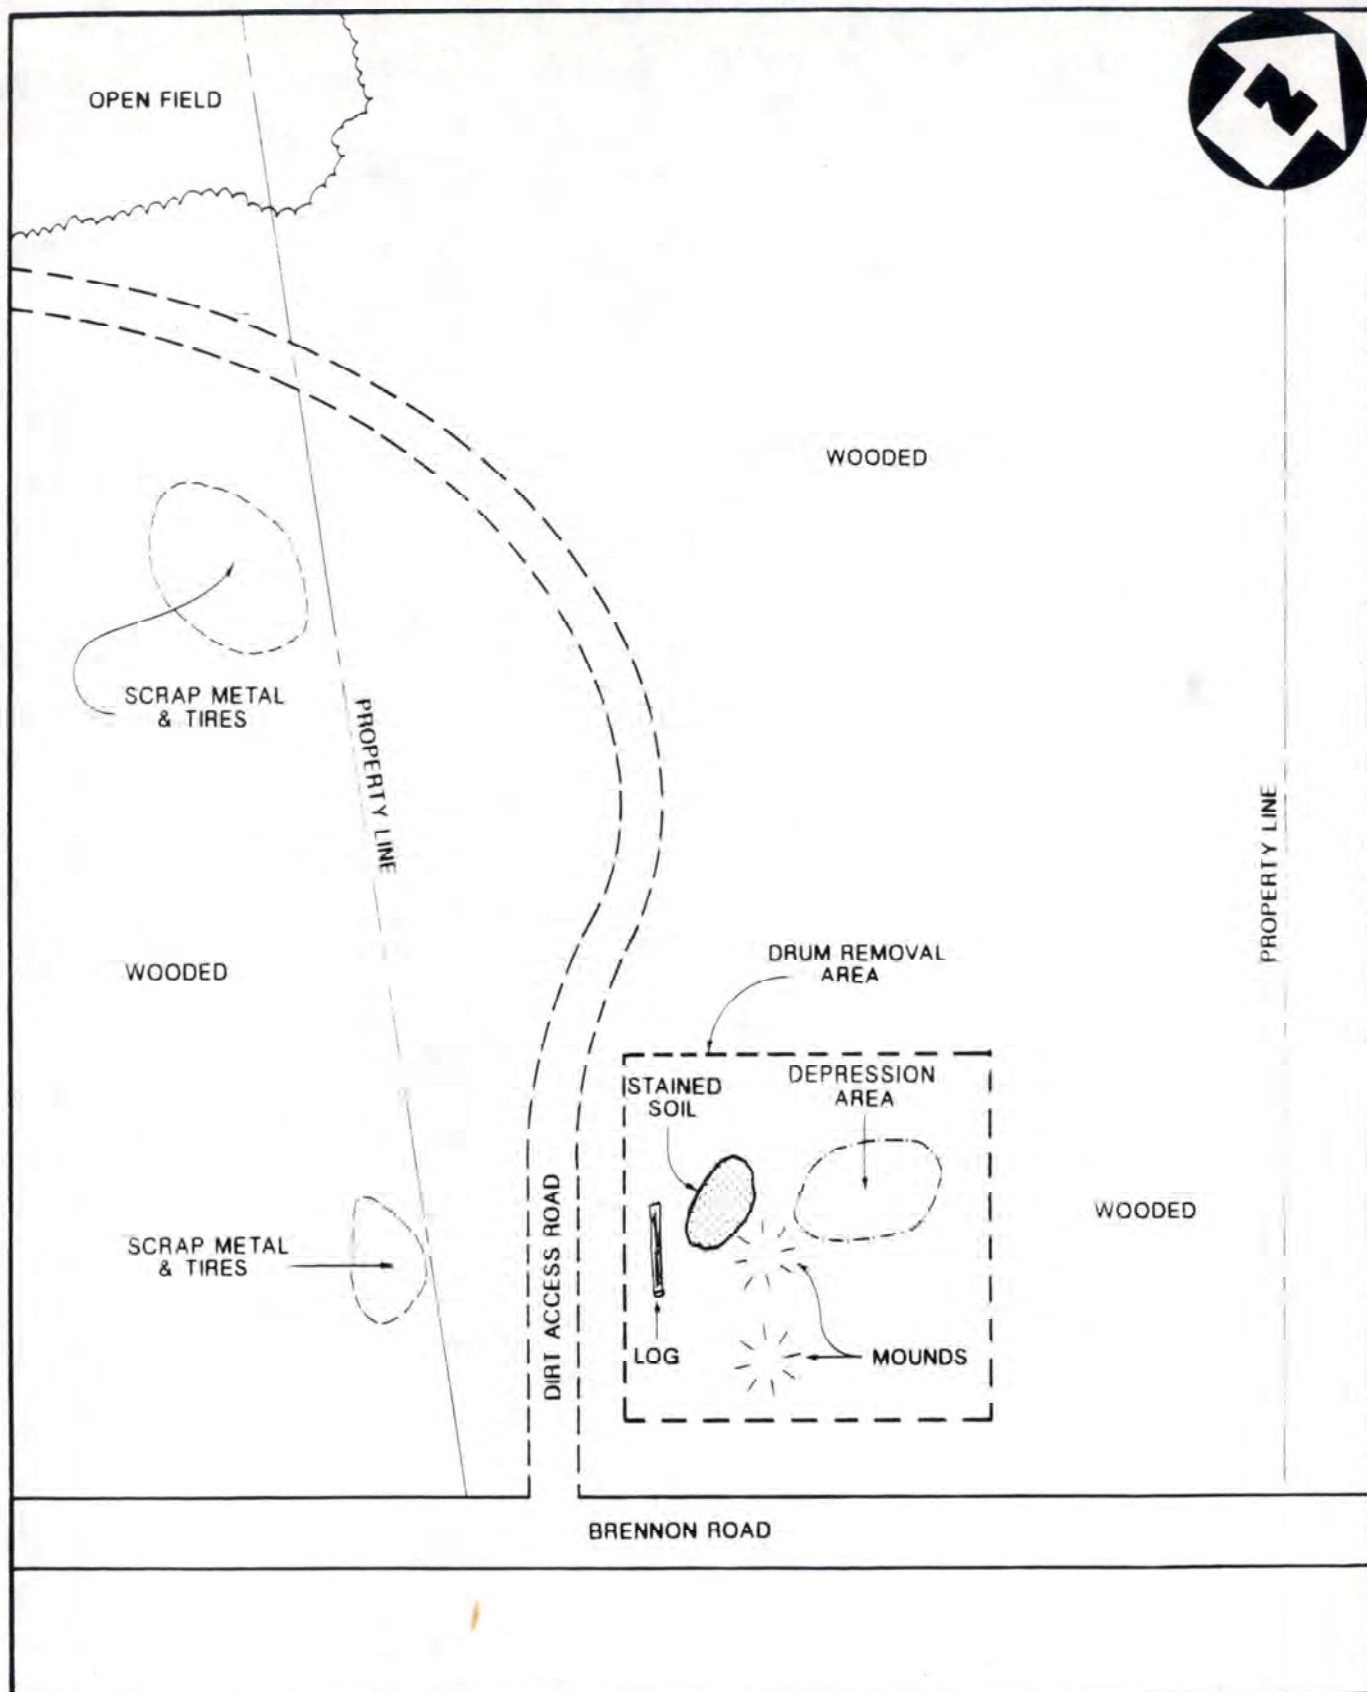 OPEN FIELD
N
WOODED
SCRAP METAL
& TIRES
PROPERTY LINE
PROPERTY LINE
WOODED
DRUM REMOVAL
AREA
STAINED
SOIL
DEPRESSION
AREA
WOODED
SCRAP METAL
& TIRES
DIRT ACCESS ROAD
LOG
MOUNDS
BRENNON ROAD